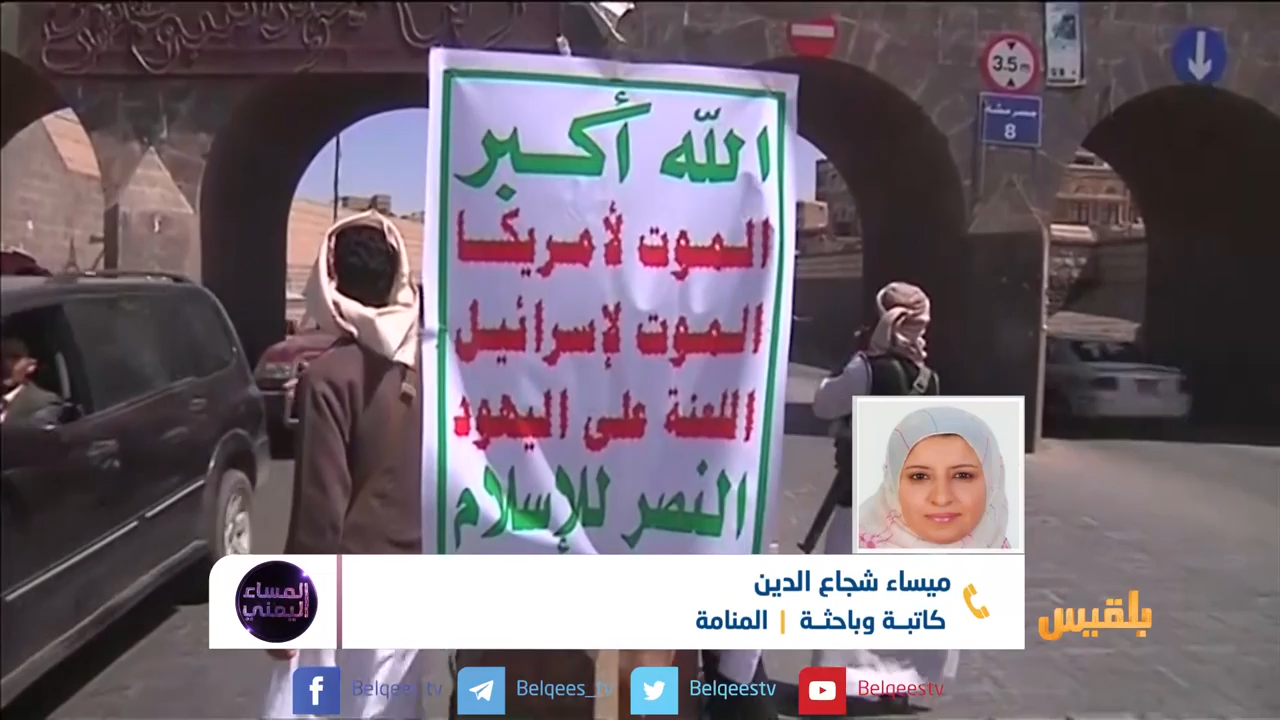 3.5 m
8
الله أكبر
الموت لأمريكا
الموت لإسرائيل
اللعنة على اليهود
النصر للإسلام
ميساء شجاع الدين
كاتبة وباحثة | المنامة
المساء
اليمني
بلقيس
Belqees_tv
Belqees_tv
Belqeestv
Belqeestv